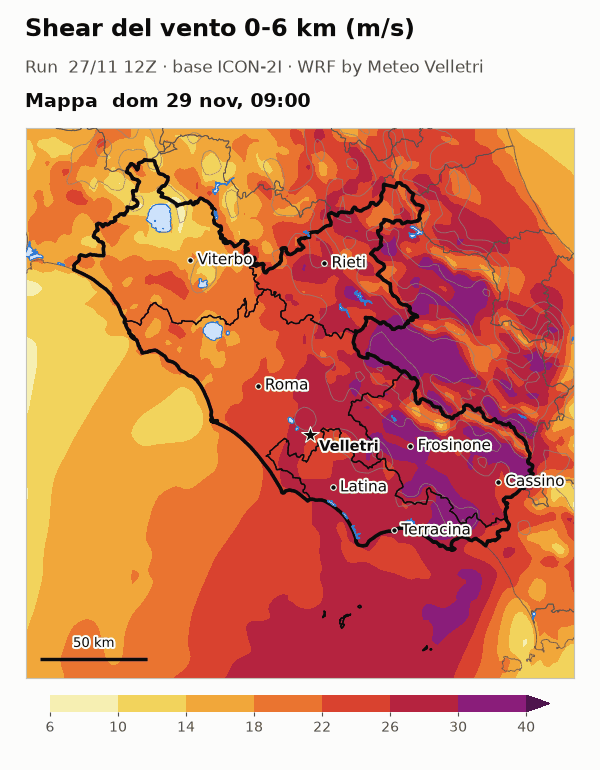 Shear del vento 0-6 km (m/s)
Run  27/11 12Z · base ICON-2I · WRF by Meteo Velletri
Mappa  dom 29 nov, 09:00
Viterbo
Rieti
Roma
Velletri
Frosinone
Latina
Cassino
Terracina
50 km
6 10 14 18 22 26 30 40